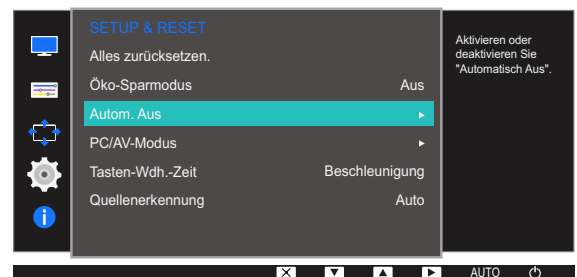 SETUP & RESET
Alles zurücksetzen.
Öko-Sparmodus Aus
Autom. Aus
PC/AV-Modus
Tasten-Wdh.-Zeit Beschleunigung
Quellenerkennung Auto
Aktivieren oder
deaktivieren Sie
"Automatisch Aus".
AUTO